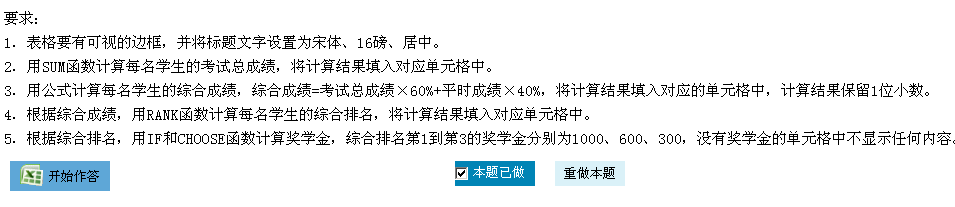 要求：
1. 表格要有可视的边框，并将标题文字设置为宋体、16磅、居中。
2. 用SUM函数计算每名学生的考试总成绩，将计算结果填入对应单元格中。
3. 用公式计算每名学生的综合成绩，综合成绩=考试总成绩×60%+平时成绩×40%，将计算结果填入对应的单元格中，计算结果保留1位小数。
4. 根据综合成绩，用RANK函数计算每名学生的综合排名，将计算结果填入对应单元格中。
5. 根据综合排名，用IF和CHOOSE函数计算奖学金，综合排名第1到第3的奖学金分别为1000、600、300，没有奖学金的单元格中不显示任何内容。
开始作答 本题已做 重做本题